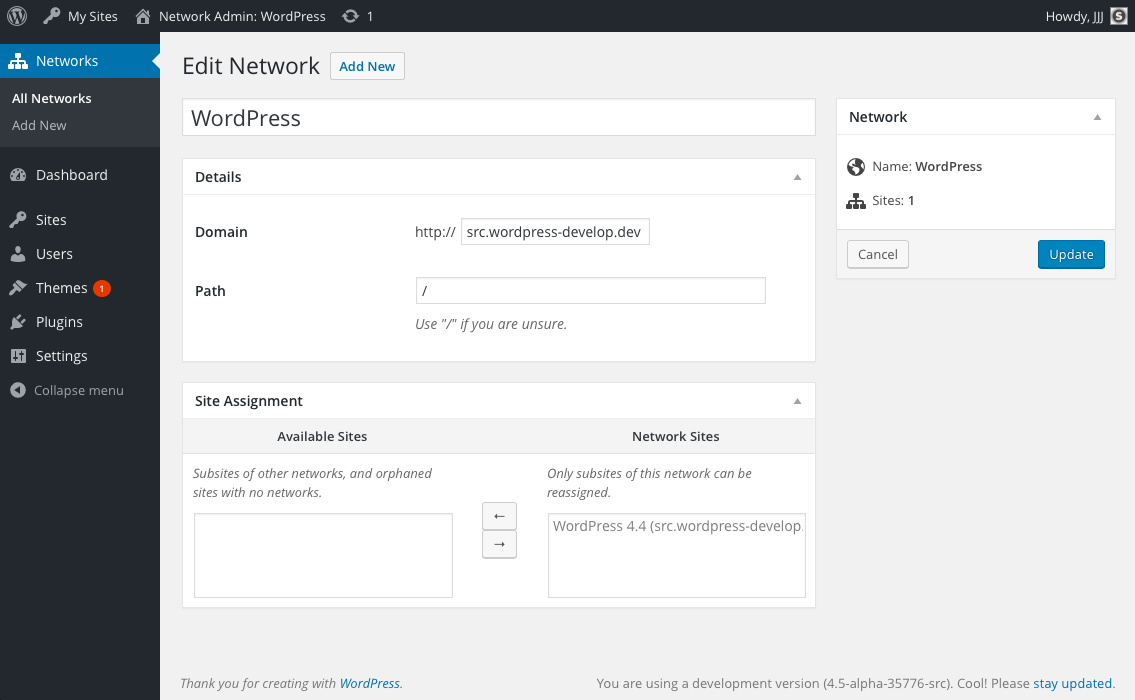 My Sites Network Admin: WordPress 1 Howdy, JJJ
Networks
All Networks
Add New
Dashboard
Sites
Users
Themes 1
Plugins
Settings
Collapse menu
Edit Network Add New
WordPress
Details
Domain http:// src.wordpress-develop.dev
Path /
Use "/" if you are unsure.
Site Assignment
Available Sites Network Sites
Subsites of other networks, and orphaned
sites with no networks.
Only subsites of this network can be
reassigned.
←
→
WordPress 4.4 (src.wordpress-develop.
Network
Name: WordPress
Sites: 1
Cancel Update
Thank you for creating with WordPress. You are using a development version (4.5-alpha-35776-src). Cool! Please stay updated.